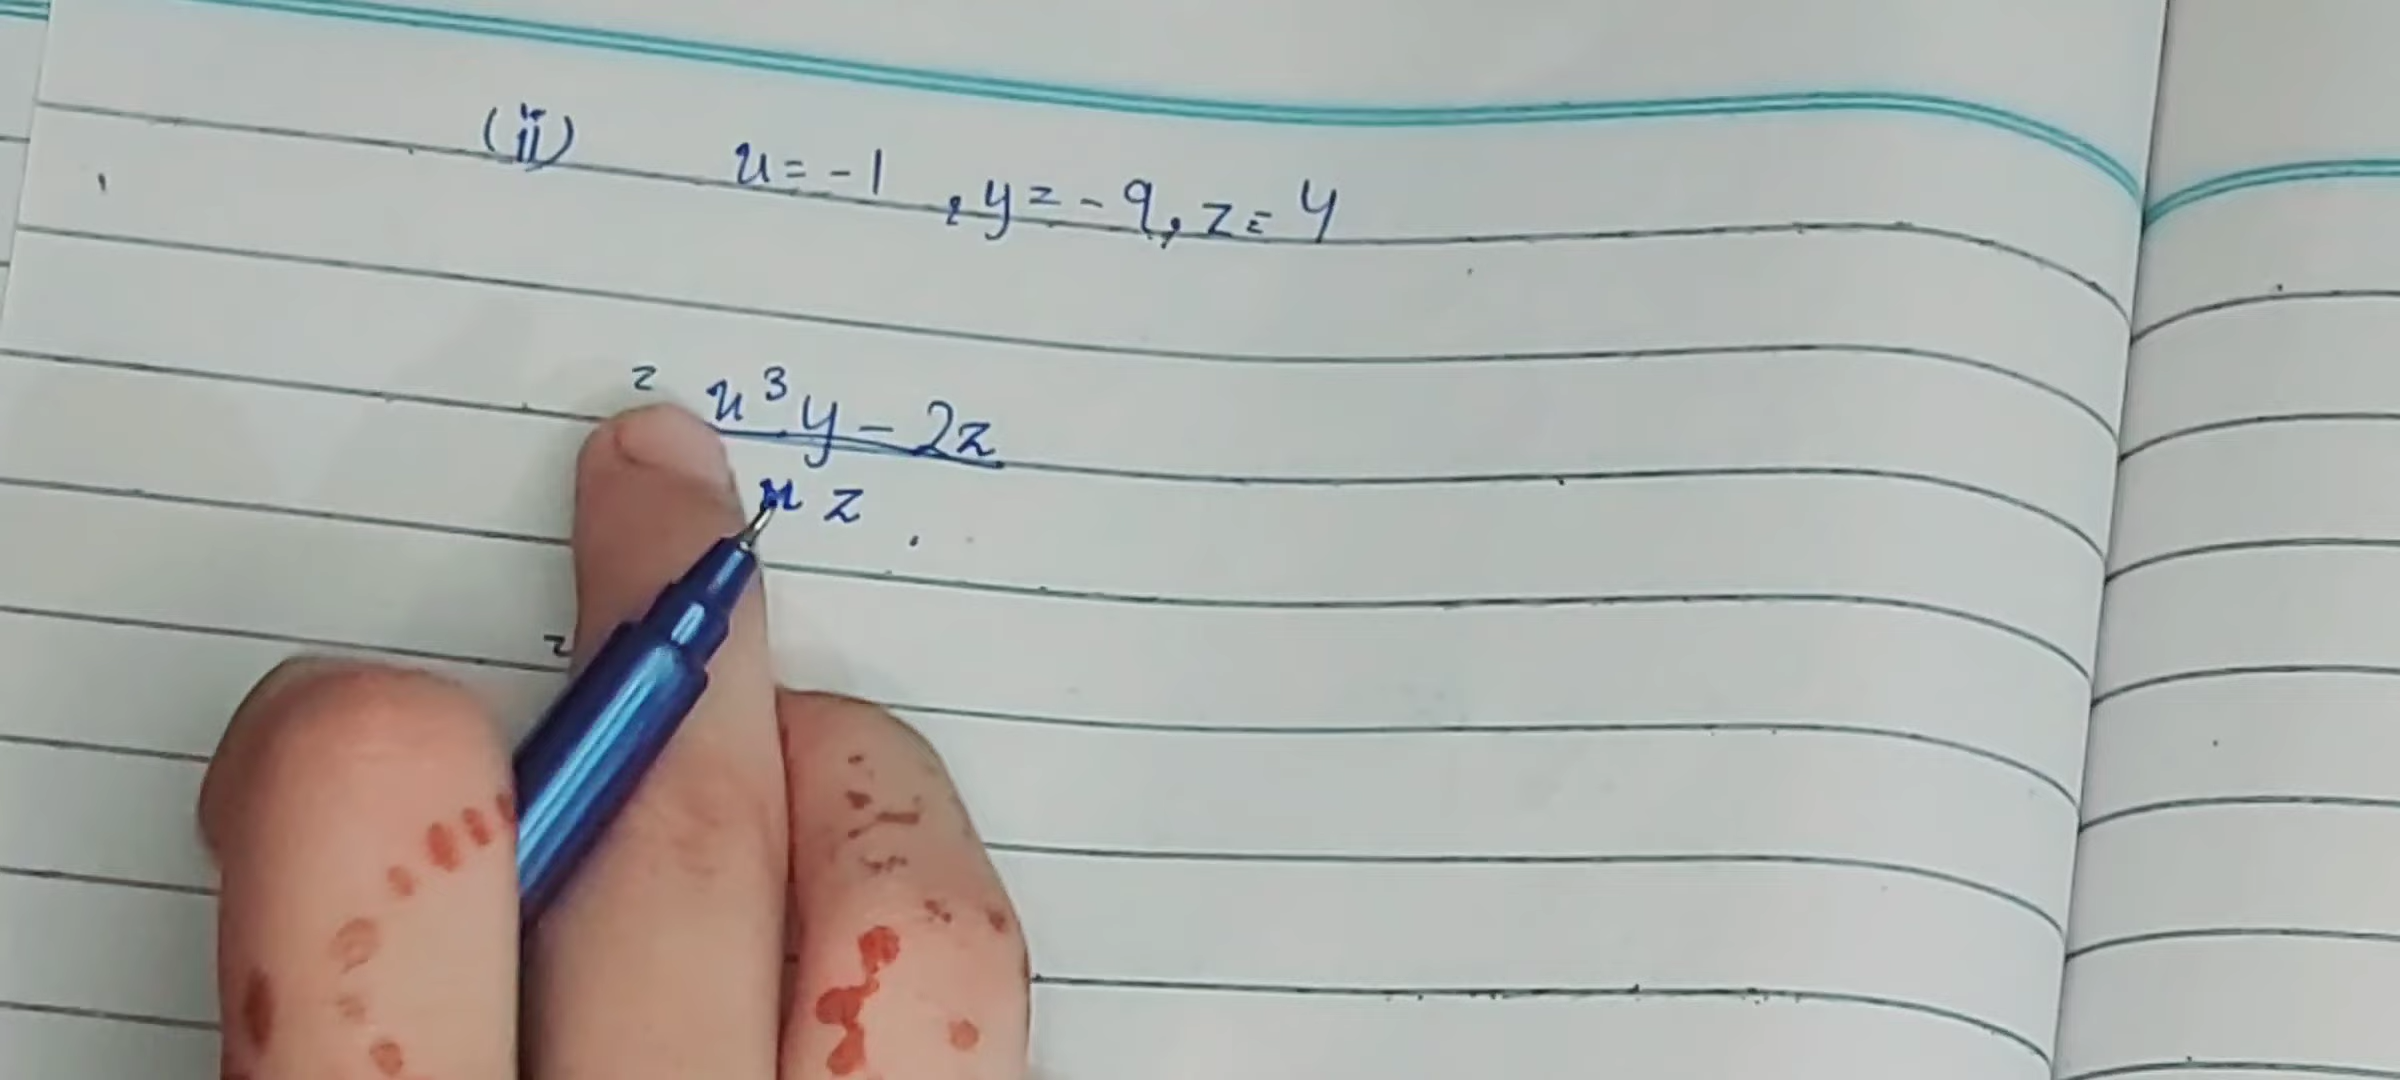 (ii) x = -1, y = -9, z = 4
= x³y - 2z
xz
=